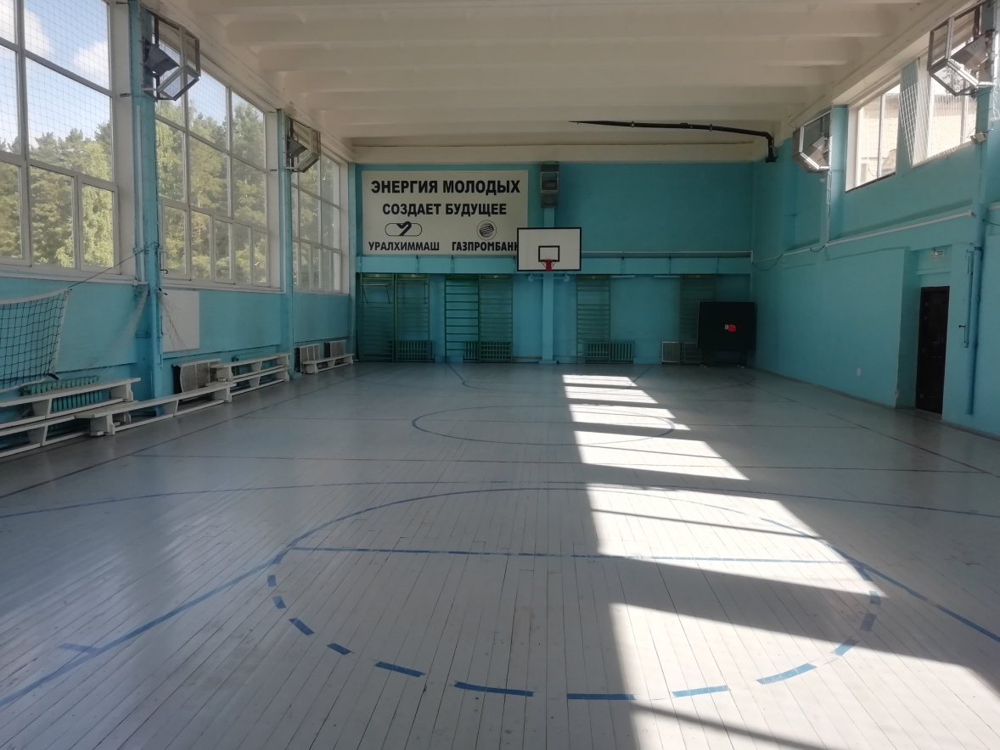 ЭНЕРГИЯ МОЛОДЫХ
СОЗДАЕТ БУДУЩЕЕ
УРАЛХИММАШ ГАЗПРОМБАНК